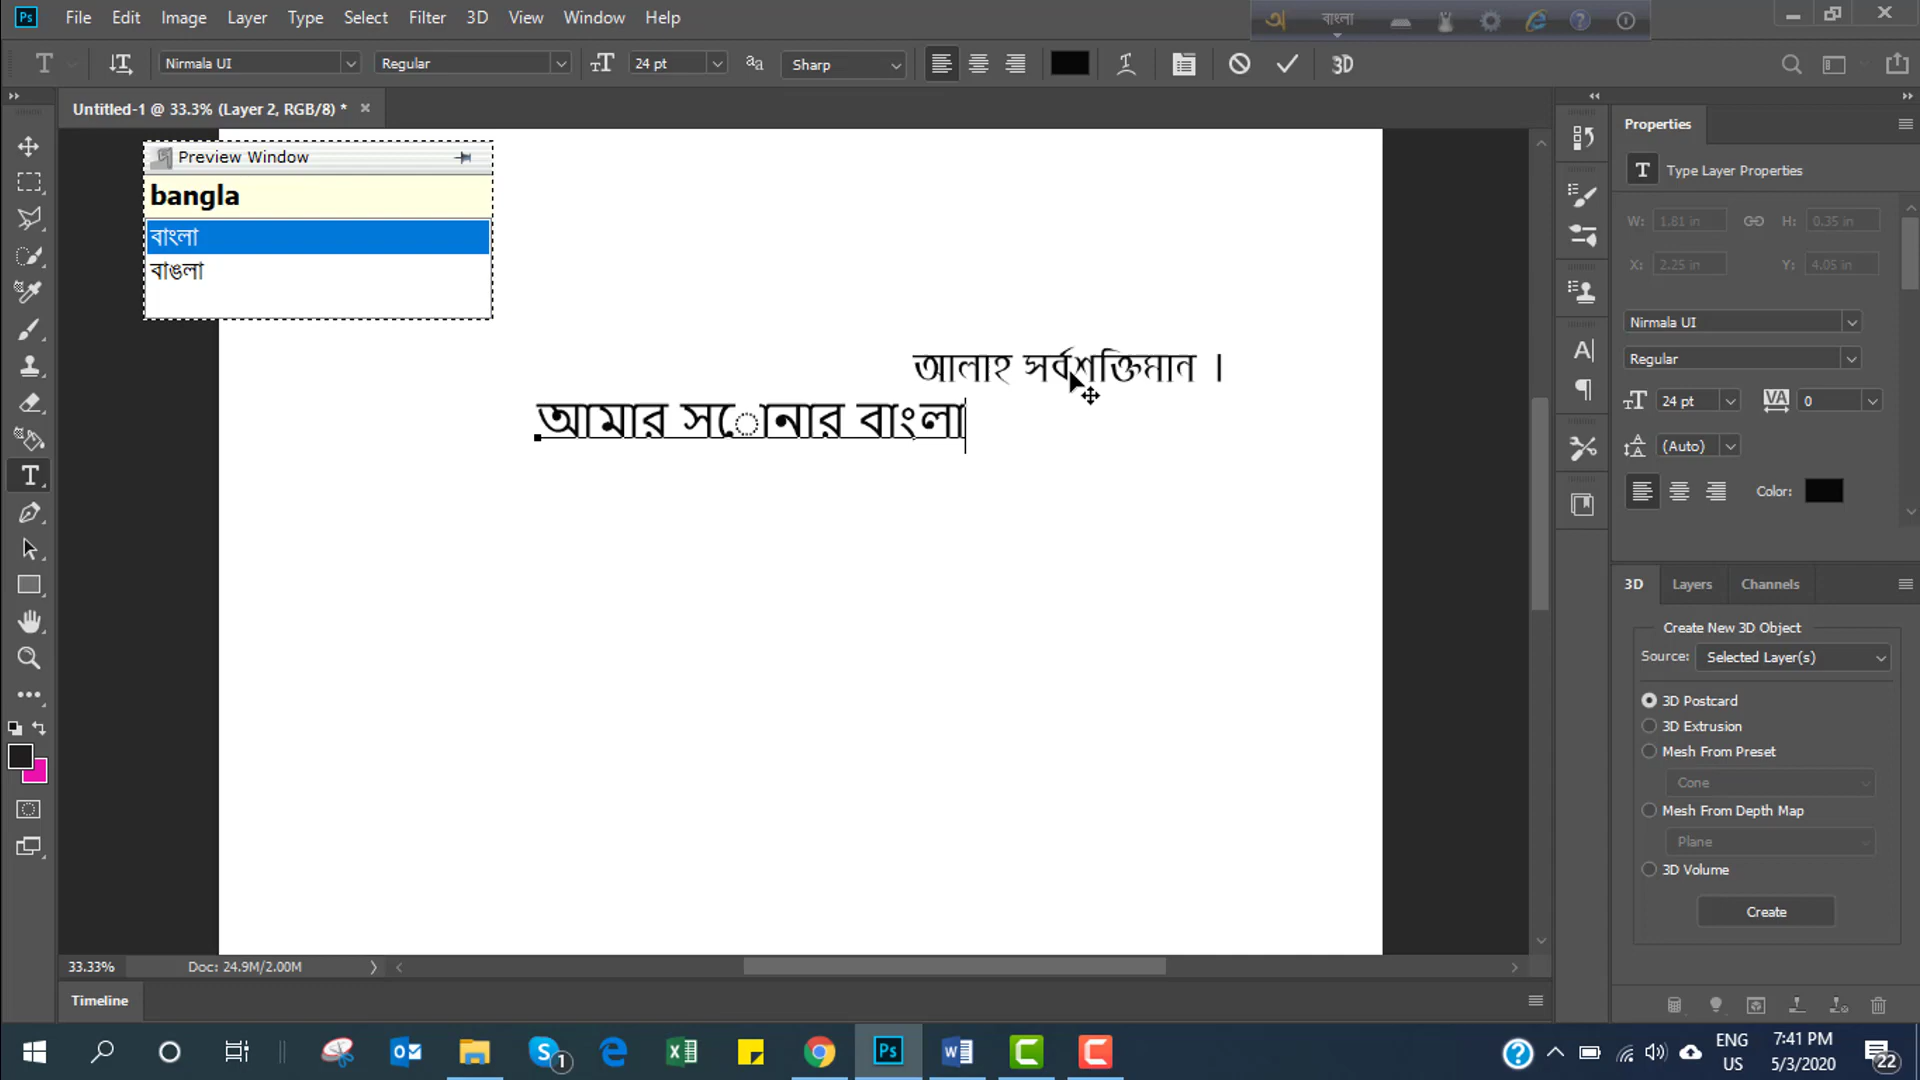 File Edit Image Layer Type Select Filter 3D View Window Help
অ বাংলা
Nirmala UI Regular 24 pt Sharp 3D
Untitled-1 @ 33.3% (Layer 2, RGB/8) *
Preview Window
bangla
বাংলা
বাঙলা
আলাহ সর্বশক্তিমান ।
আমার স‌োনার বাংলা
Properties
Type Layer Properties
W: 1.81 in H: 0.35 in
X: 2.25 in Y: 4.05 in
Nirmala UI
Regular
24 pt VA 0
(Auto)
Color:
3D Layers Channels
Create New 3D Object
Source: Selected Layer(s)
3D Postcard
3D Extrusion
Mesh From Preset
Cone
Mesh From Depth Map
Plane
3D Volume
Create
33.33% Doc: 24.9M/2.00M
Timeline
1
ENG
US
7:41 PM
5/3/2020
22